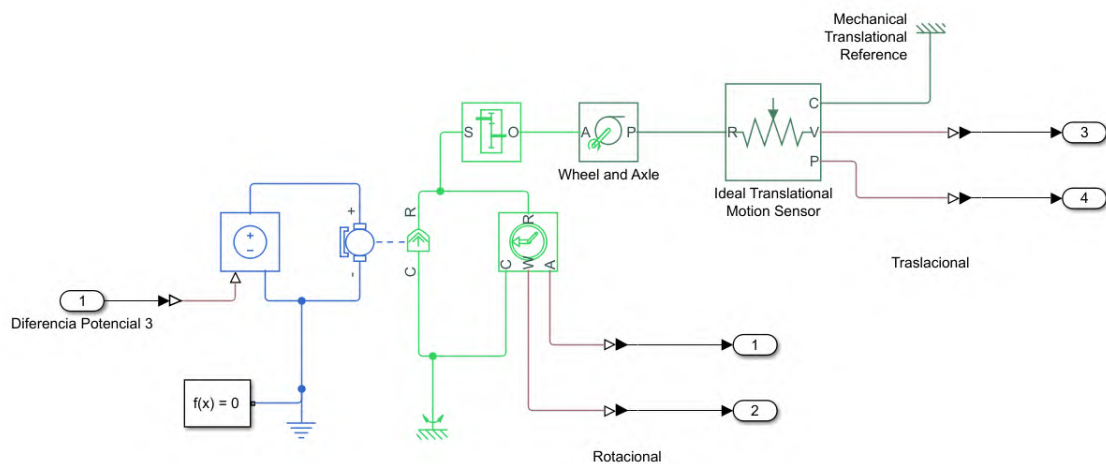 Mechanical
Translational
Reference
C
S
O
A
P
R
V
3
Wheel and Axle
P
Ideal Translational
Motion Sensor
4
+
R
R
+
-
C
C
W
A
-
Traslacional
1
Diferencia Potencial 3
1
f(x) = 0
2
Rotacional